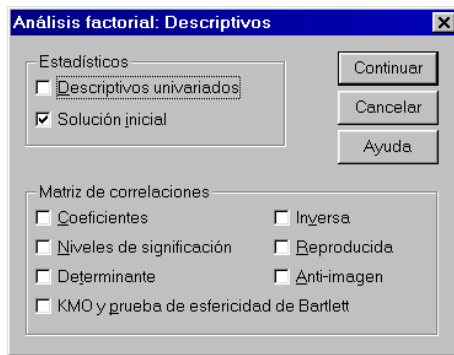 Análisis factorial: Descriptivos
Estadísticos
Descriptivos univariados
Solución inicial
Continuar
Cancelar
Ayuda
Matriz de correlaciones
Coeficientes
Inversa
Niveles de significación
Reproducida
Determinante
Anti-imagen
KMO y prueba de esfericidad de Bartlett